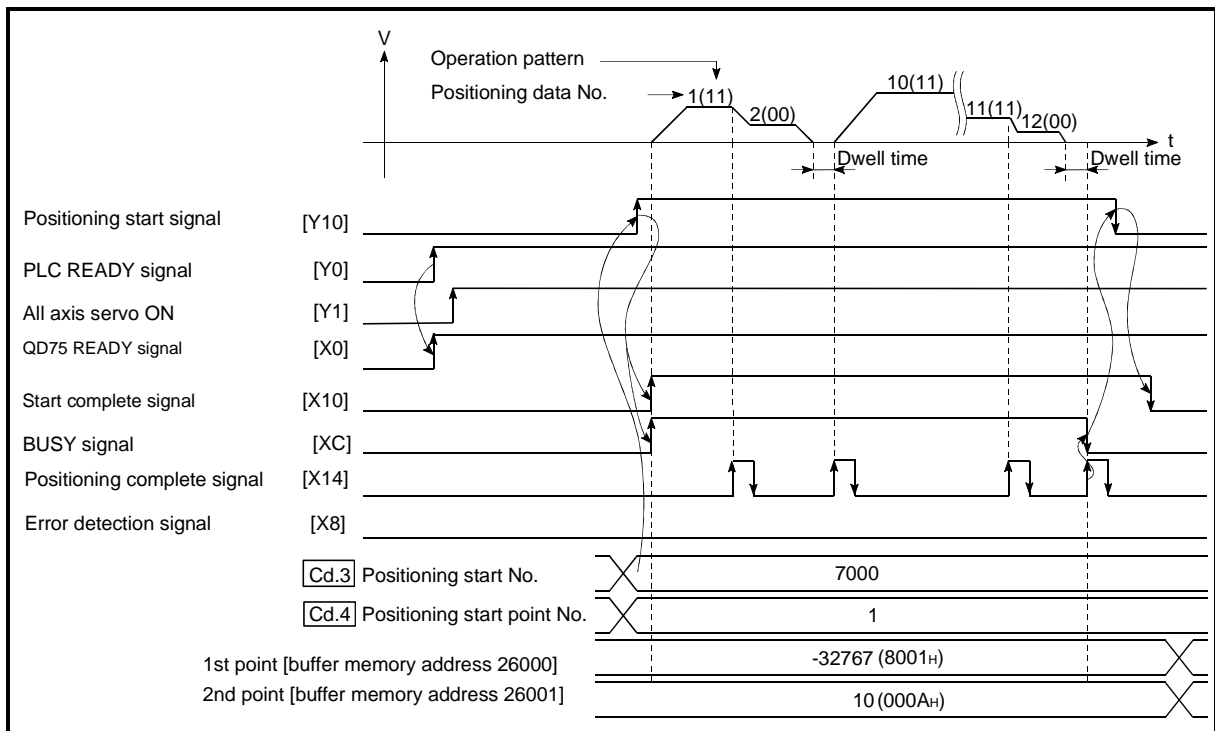 V
Operation pattern
Positioning data No.
1(11)
2(00)
10(11)
11(11)
12(00)
t
Dwell time
Dwell time
Positioning start signal [Y10]
PLC READY signal [Y0]
All axis servo ON [Y1]
QD75 READY signal [X0]
Start complete signal [X10]
BUSY signal [XC]
Positioning complete signal [X14]
Error detection signal [X8]
Cd.3 Positioning start No. 7000
Cd.4 Positioning start point No. 1
1st point [buffer memory address 26000] -32767 (8001H)
2nd point [buffer memory address 26001] 10 (000AH)